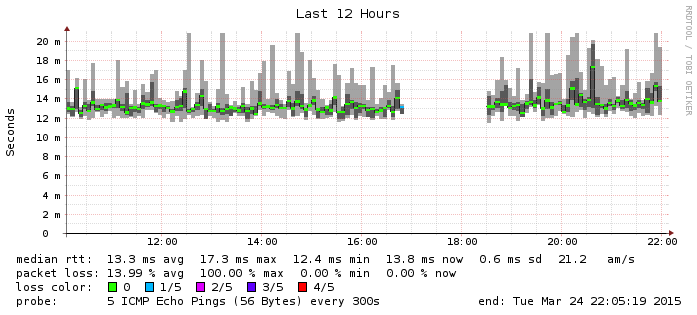 Last 12 Hours
RRDTOOL / TOBI OETIKER
Seconds
20 m
18 m
16 m
14 m
12 m
10 m
8 m
6 m
4 m
2 m
0
12:00 14:00 16:00 18:00 20:00 22:00
median rtt: 13.3 ms avg 17.3 ms max 12.4 ms min 13.8 ms now 0.6 ms sd 21.2 am/s
packet loss: 13.99 % avg 100.00 % max 0.00 % min 0.00 % now
loss color: 0 1/5 2/5 3/5 4/5
probe: 5 ICMP Echo Pings (56 Bytes) every 300s end: Tue Mar 24 22:05:19 2015